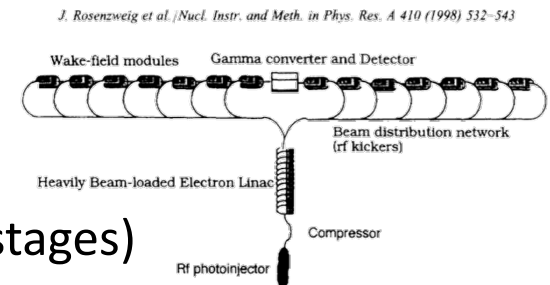 J. Rosenzweig et al. /Nucl. Instr. and Meth. in Phys. Res. A 410 (1998) 532–543
Wake-field modules
Gamma converter and Detector
Beam distribution network
(rf kickers)
Heavily Beam-loaded Electron Linac
stages)
Compressor
Rf photoinjector